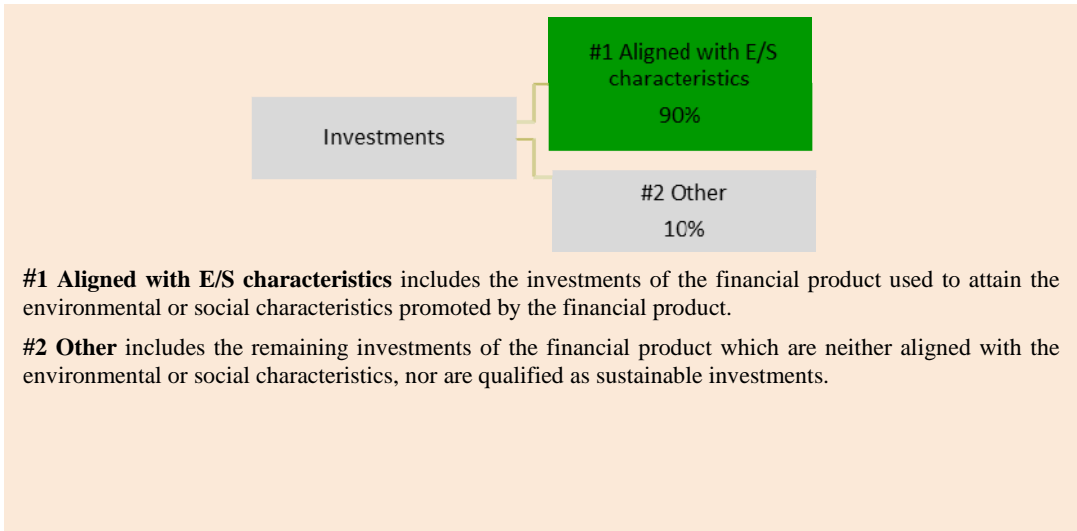 #1 Aligned with E/S
characteristics
90%
Investments
#2 Other
10%
#1 Aligned with E/S characteristics includes the investments of the financial product used to attain the
environmental or social characteristics promoted by the financial product.
#2 Other includes the remaining investments of the financial product which are neither aligned with the
environmental or social characteristics, nor are qualified as sustainable investments.